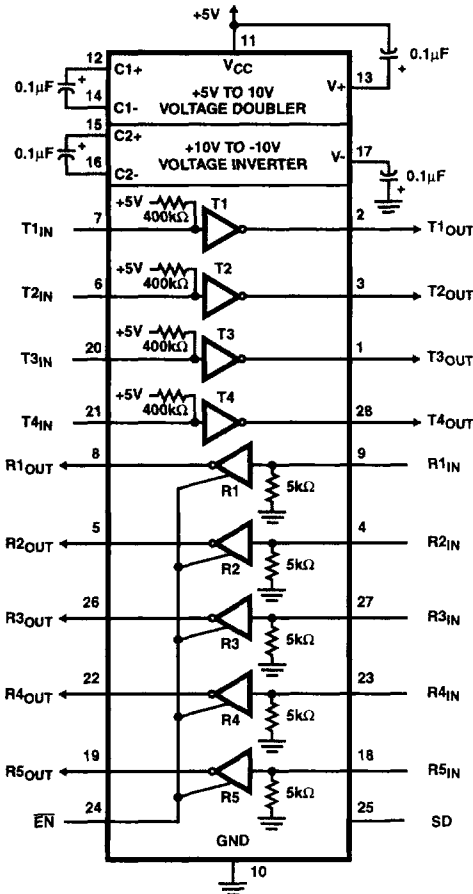 +5V
11
VCC
12
C1+
0.1µF
+
14
C1-
+5V TO 10V
VOLTAGE DOUBLER
V+
13
0.1µF
+
15
C2+
0.1µF
+
16
C2-
+10V TO -10V
VOLTAGE INVERTER
V-
17
0.1µF
+
T1IN
7
+5V
400kΩ
T1
2
T1OUT
T2IN
6
+5V
400kΩ
T2
3
T2OUT
T3IN
20
+5V
400kΩ
T3
1
T3OUT
T4IN
21
+5V
400kΩ
T4
28
T4OUT
R1OUT
8
R1
5kΩ
9
R1IN
R2OUT
5
R2
5kΩ
4
R2IN
R3OUT
26
R3
5kΩ
27
R3IN
R4OUT
22
R4
5kΩ
23
R4IN
R5OUT
19
R5
5kΩ
18
R5IN
EN
24
25
SD
GND
10